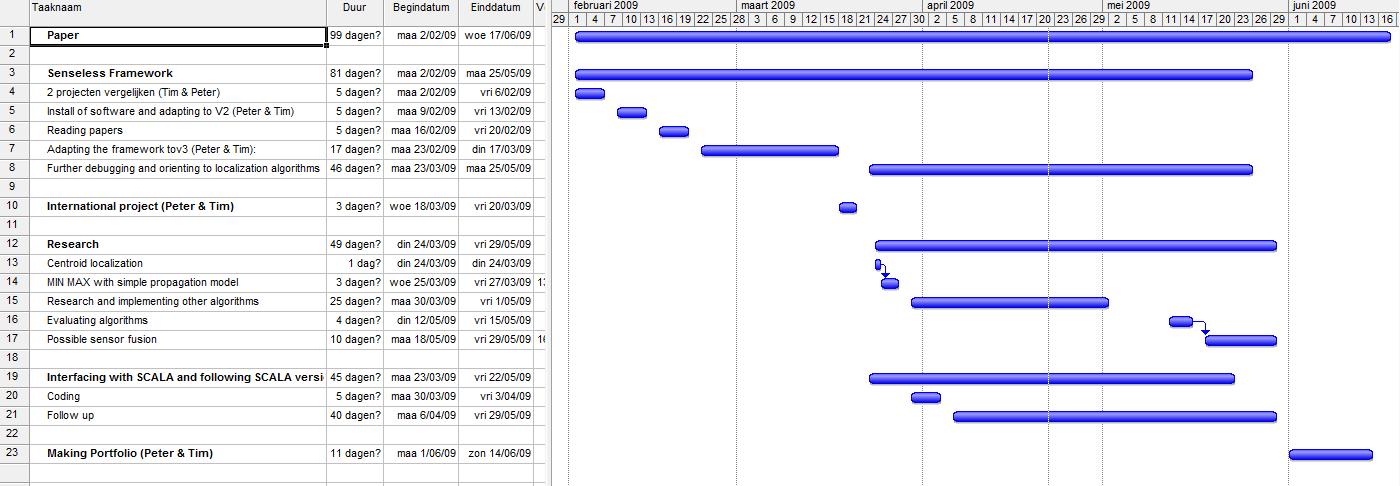 Taaknaam Duur Begindatum Einddatum
februari 2009 maart 2009 april 2009 mei 2009 juni 2009
29 1 4 7 10 13 16 19 22 25 28 3 6 9 12 15 18 21 24 27 30 2 5 8 11 14 17 20 23 26 29 2 5 8 11 14 17 20 23 26 29 1 4 7 10 13 16
1 Paper 99 dagen? maa 2/02/09 woe 17/06/09
2
3 Senseless Framework 81 dagen? maa 2/02/09 maa 25/05/09
4 2 projecten vergelijken (Tim & Peter) 5 dagen? maa 2/02/09 vri 6/02/09
5 Install of software and adapting to V2 (Peter & Tim) 5 dagen? maa 9/02/09 vri 13/02/09
6 Reading papers 5 dagen? maa 16/02/09 vri 20/02/09
7 Adapting the framework tov3 (Peter & Tim): 17 dagen? maa 23/02/09 din 17/03/09
8 Further debugging and orienting to localization algorithms 46 dagen? maa 23/03/09 maa 25/05/09
9
10 International project (Peter & Tim) 3 dagen? woe 18/03/09 vri 20/03/09
11
12 Research 49 dagen? din 24/03/09 vri 29/05/09
13 Centroid localization 1 dag? din 24/03/09 din 24/03/09
14 MIN MAX with simple propagation model 3 dagen? woe 25/03/09 vri 27/03/09
15 Research and implementing other algorithms 25 dagen? maa 30/03/09 vri 1/05/09
16 Evaluating algorithms 4 dagen? din 12/05/09 vri 15/05/09
17 Possible sensor fusion 10 dagen? maa 18/05/09 vri 29/05/09
18
19 Interfacing with SCALA and following SCALA versi 45 dagen? maa 23/03/09 vri 22/05/09
20 Coding 5 dagen? maa 30/03/09 vri 3/04/09
21 Follow up 40 dagen? maa 6/04/09 vri 29/05/09
22
23 Making Portfolio (Peter & Tim) 11 dagen? maa 1/06/09 zon 14/06/09